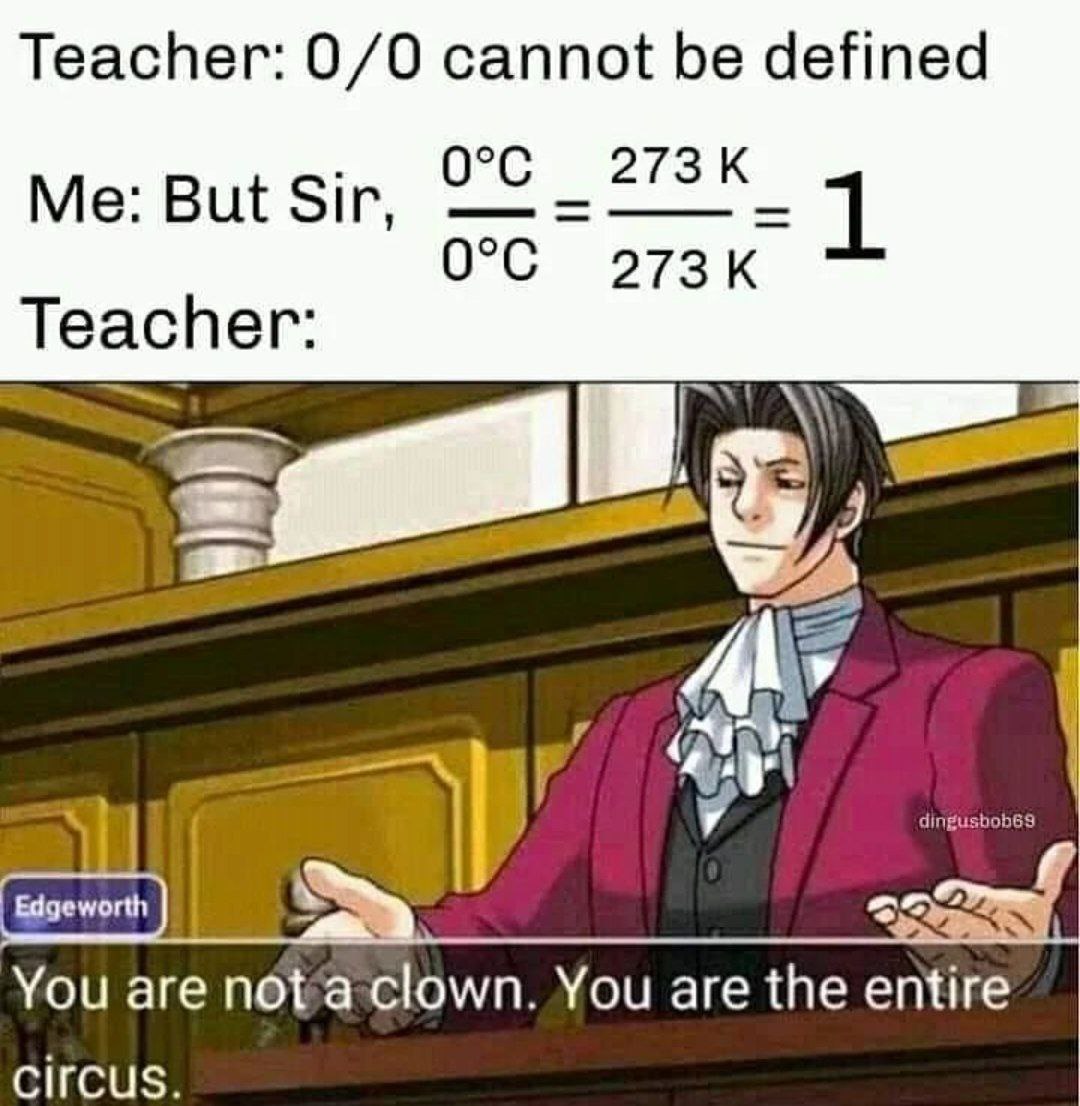 Teacher: 0/0 cannot be defined
Me: But Sir, 0°C/0°C = 273 K/273 K = 1
Teacher:
dingusbob69
Edgeworth
You are not a clown. You are the entire
circus.